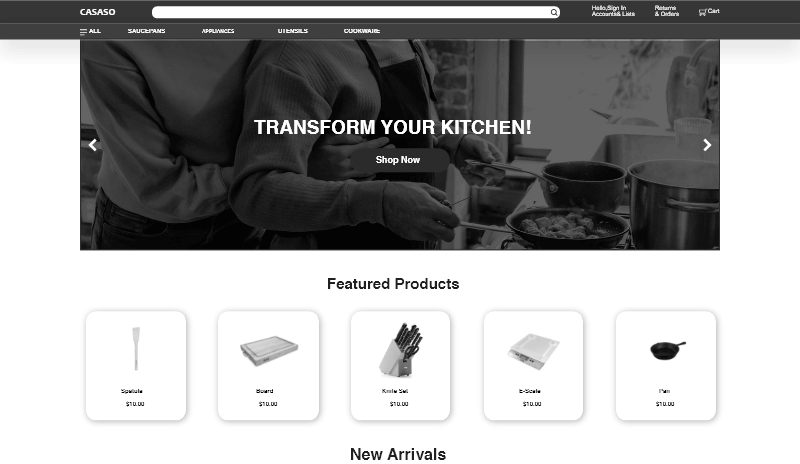 CASASO
Hello,Sign In
Accounts& Lists
Returns
& Orders
Cart
ALL
SAUCEPANS
APPLIANCES
UTENSILS
COOKWARE
TRANSFORM YOUR KITCHEN!
Shop Now
Featured Products
Spatula
Board
Knife Set
E-Scale
Pan
$10.00
$10.00
$10.00
$10.00
$10.00
New Arrivals